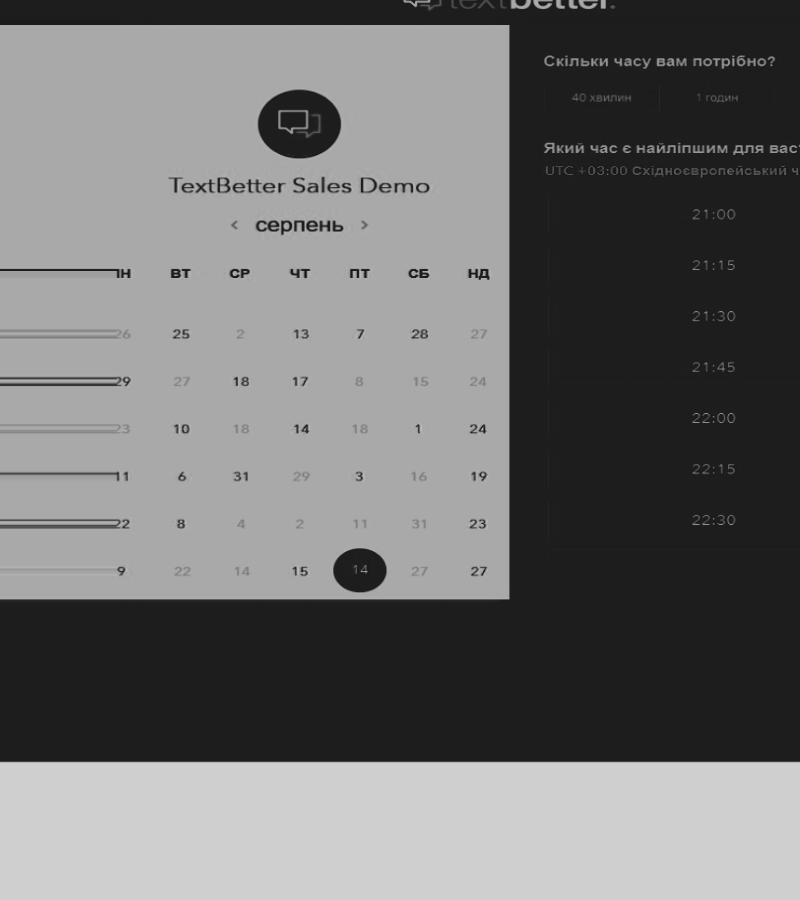 textbetter.
TextBetter Sales Demo
< серпень >
ПН ВТ СР ЧТ ПТ СБ НД
26 25 2 13 7 28 27
29 27 18 17 8 15 24
23 10 18 14 18 1 24
11 6 31 29 3 16 19
22 8 4 2 11 31 23
9 22 14 15 14 27 27
Скільки часу вам потрібно?
40 хвилин 1 годин
Який час є найліпшим для вас
UTC +03:00 Східноєвропейський ч
21:00
21:15
21:30
21:45
22:00
22:15
22:30